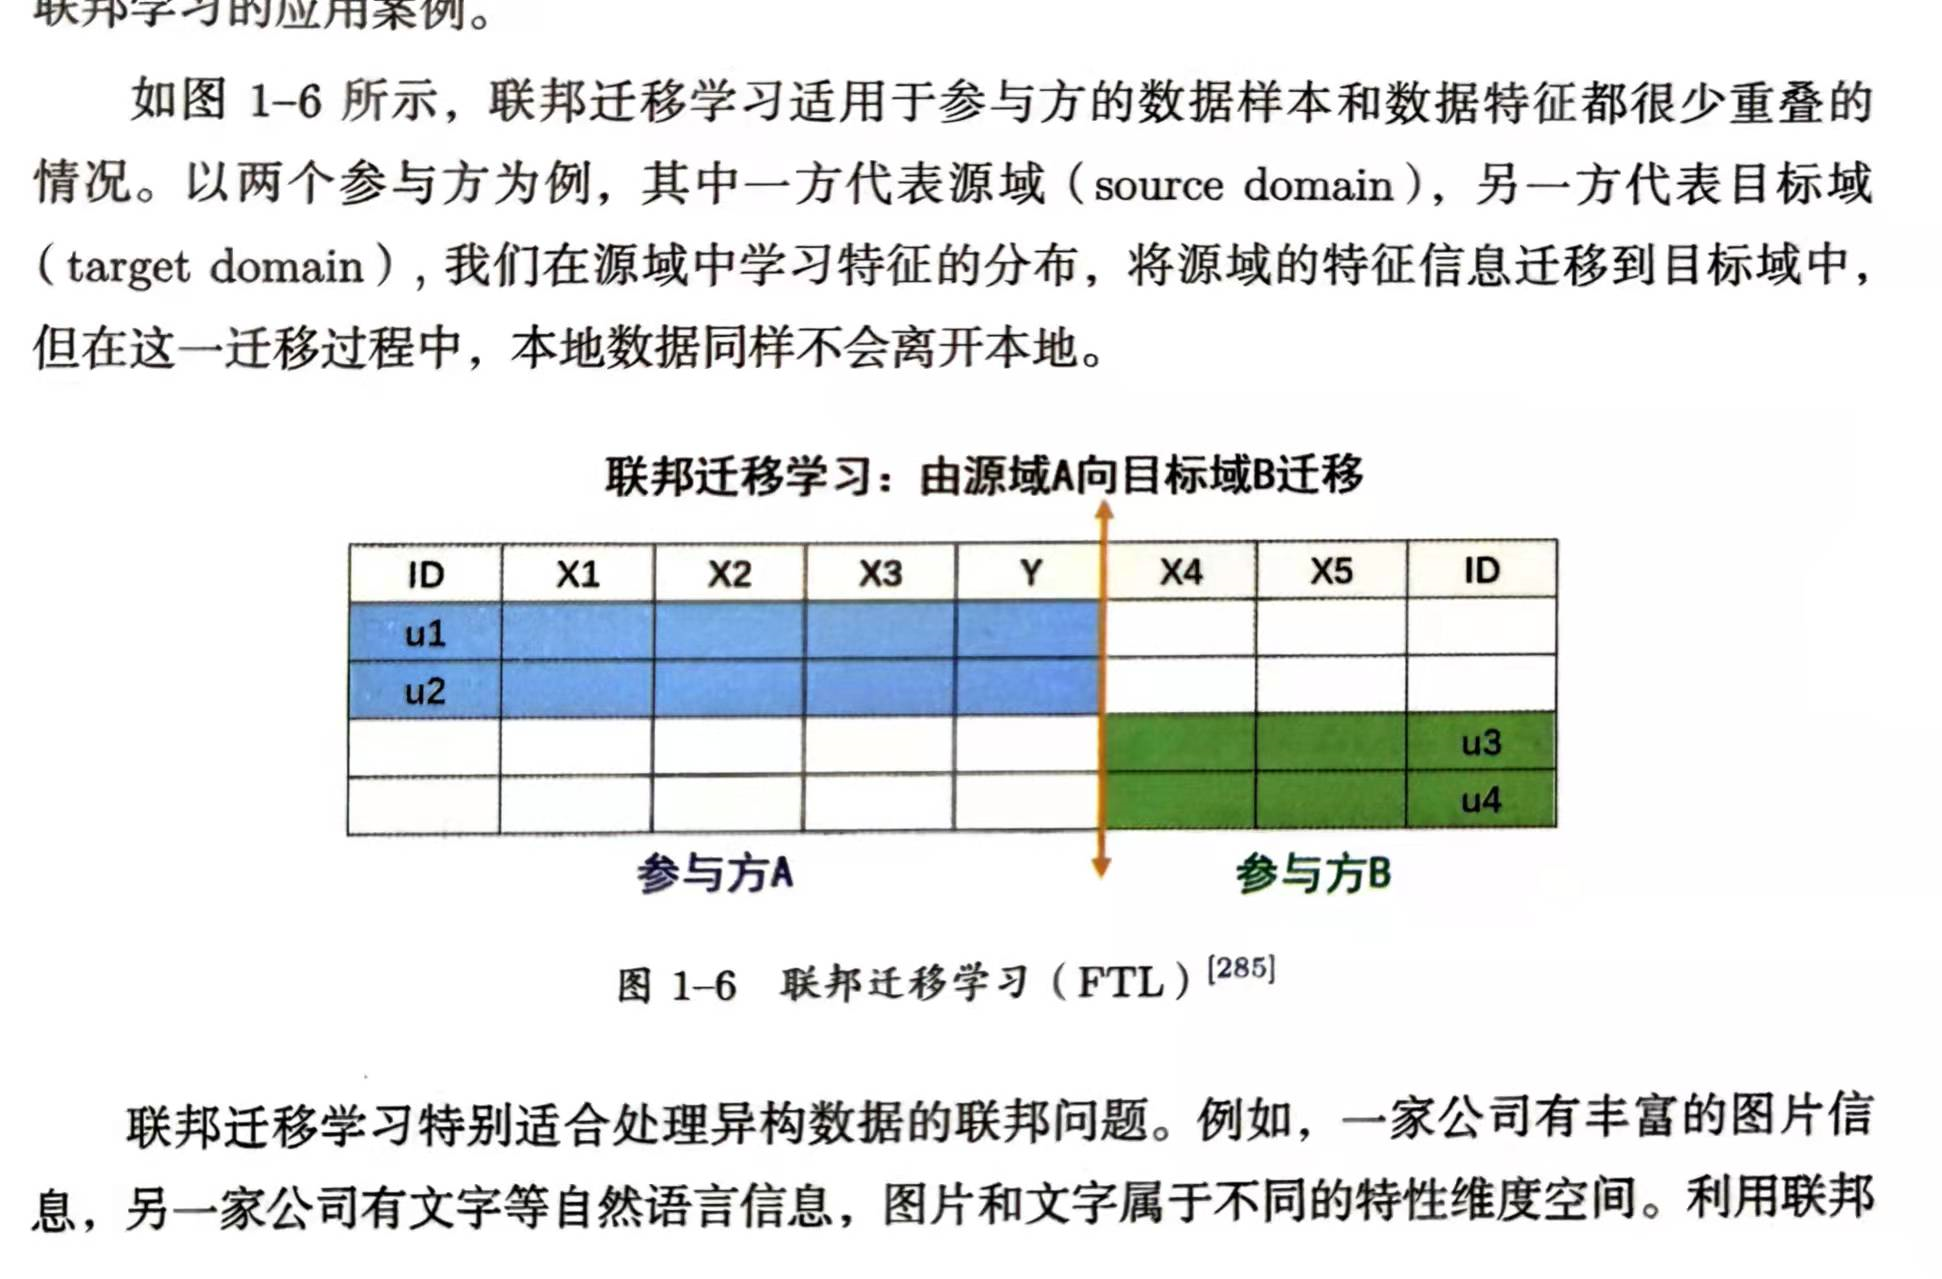 联邦学习的应用案例。
如图 1–6 所示，联邦迁移学习适用于参与方的数据样本和数据特征都很少重叠的
情况。以两个参与方为例，其中一方代表源域（source domain），另一方代表目标域
（target domain），我们在源域中学习特征的分布，将源域的特征信息迁移到目标域中，
但在这一迁移过程中，本地数据同样不会离开本地。
联邦迁移学习：由源域A向目标域B迁移
ID X1 X2 X3 Y X4 X5 ID
u1
u2
u3
u4
参与方A 参与方B
图 1–6 联邦迁移学习（FTL）[285]
联邦迁移学习特别适合处理异构数据的联邦问题。例如，一家公司有丰富的图片信
息，另一家公司有文字等自然语言信息，图片和文字属于不同的特性维度空间。利用联邦